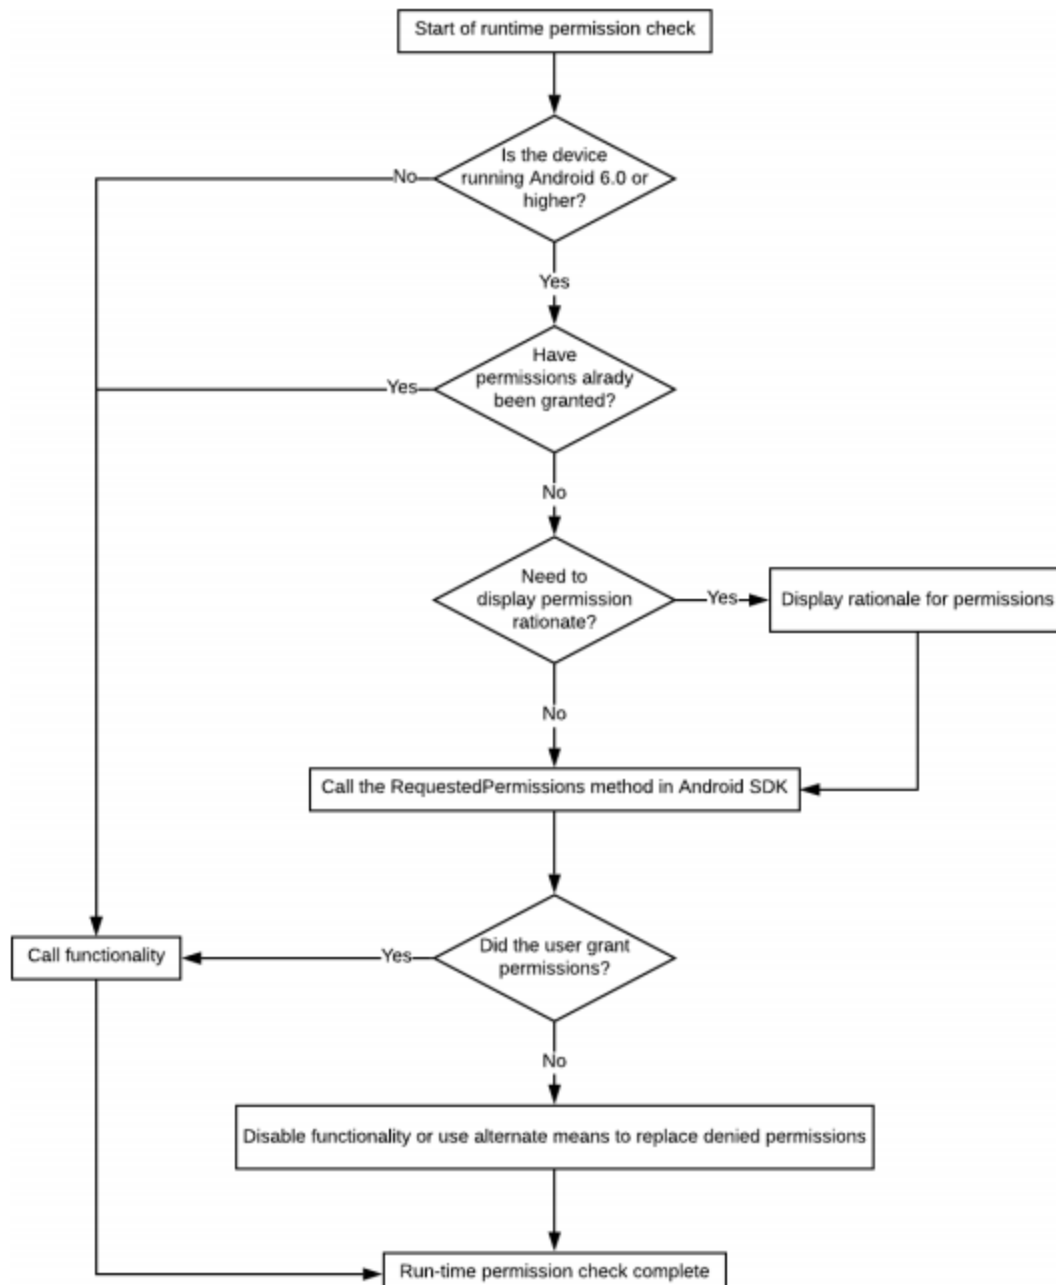 Start of runtime permission check
Is the device
running Android 6.0 or
higher?
No
Yes
Have
permissions alrady
been granted?
Yes
No
Need to
display permission
rationate?
Yes
Display rationale for permissions
No
Call the RequestedPermissions method in Android SDK
Did the user grant
permissions?
Yes
Call functionality
No
Disable functionality or use alternate means to replace denied permissions
Run-time permission check complete